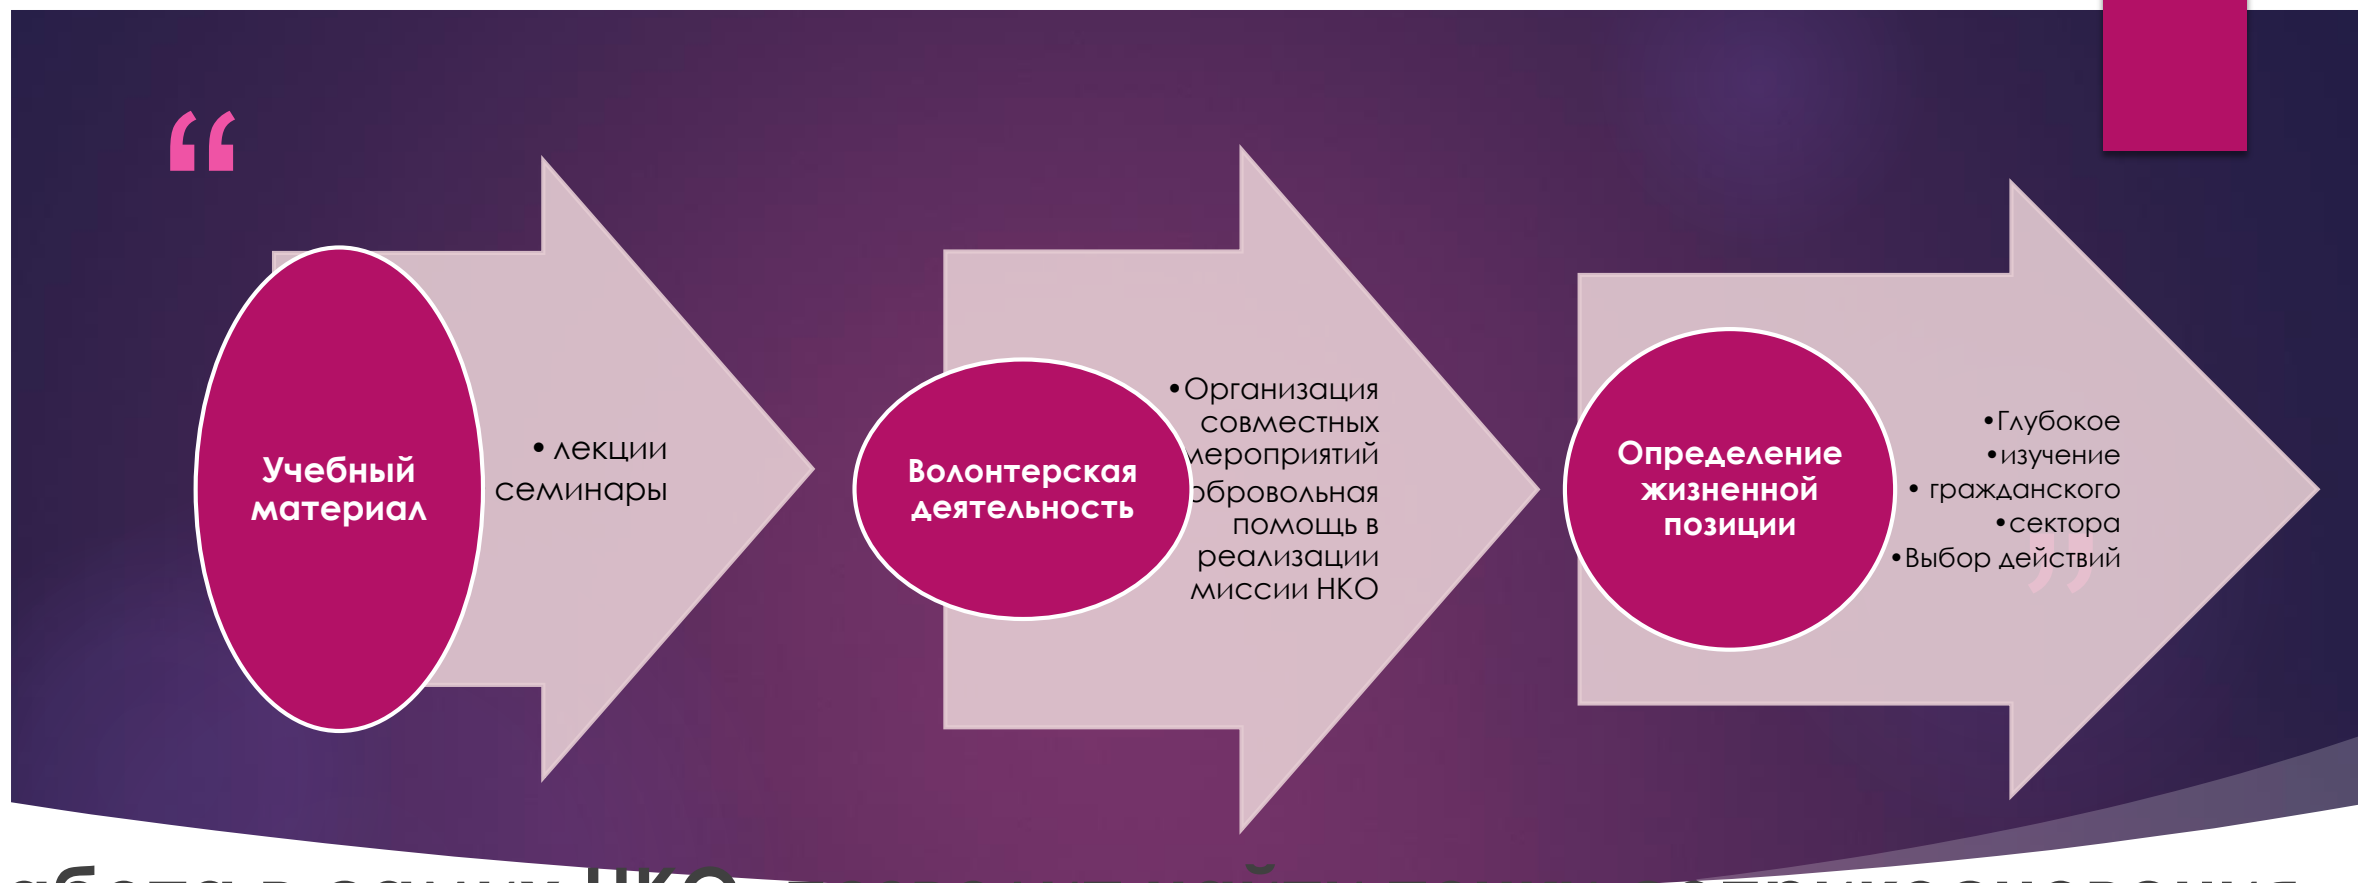 “
Учебный
материал
• лекции
семинары
Волонтерская
деятельность
•Организация
совместных
мероприятий
добровольная
помощь в
реализации
миссии НКО
Определение
жизненной
позиции
•Глубокое
•изучение
• гражданского
•сектора
•Выбор действий
”